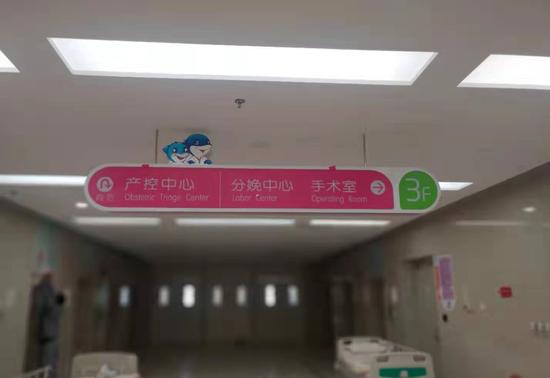 产控中心
Obstetric Triage Center
分娩中心
Labor Center
手术室
Operating Room
3F